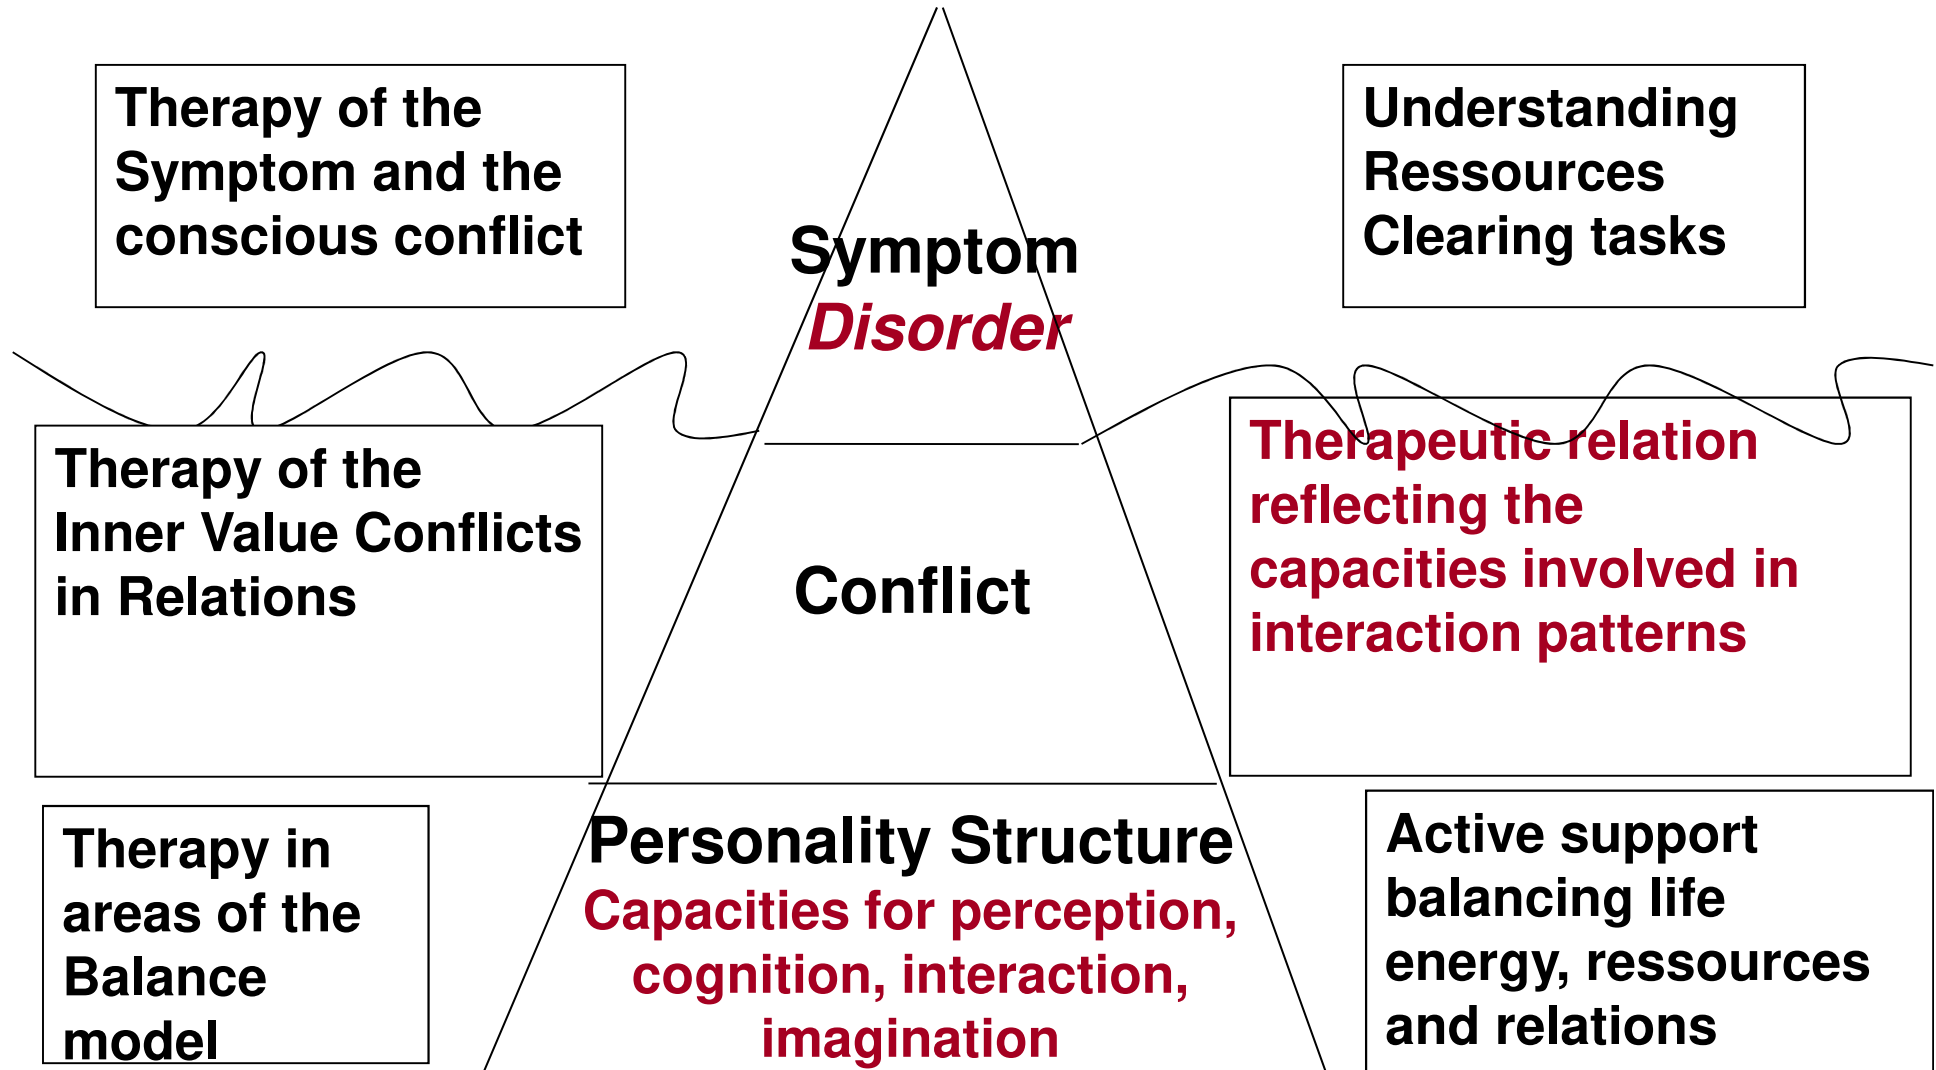 Therapy of the
Symptom and the
conscious conflict
Symptom
Disorder
Understanding
Ressources
Clearing tasks
Therapy of the
Inner Value Conflicts
in Relations
Conflict
Therapeutic relation
reflecting the
capacities involved in
interaction patterns
Therapy in
areas of the
Balance
model
Personality Structure
Capacities for perception,
cognition, interaction,
imagination
Active support
balancing life
energy, ressources
and relations